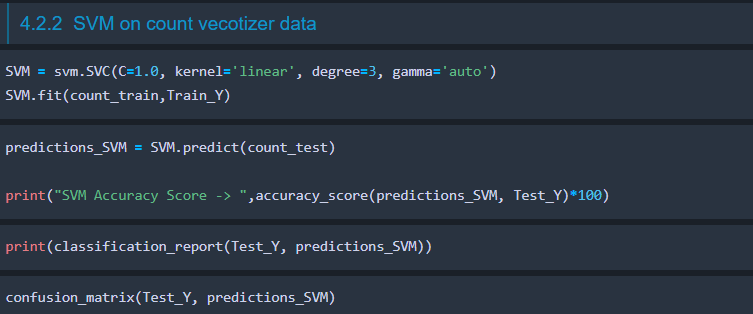 4.2.2 SVM on count vecotizer data
SVM = svm.SVC(C=1.0, kernel='linear', degree=3, gamma='auto')
SVM.fit(count_train,Train_Y)
predictions_SVM = SVM.predict(count_test)
print("SVM Accuracy Score -> ",accuracy_score(predictions_SVM, Test_Y)*100)
print(classification_report(Test_Y, predictions_SVM))
confusion_matrix(Test_Y, predictions_SVM)